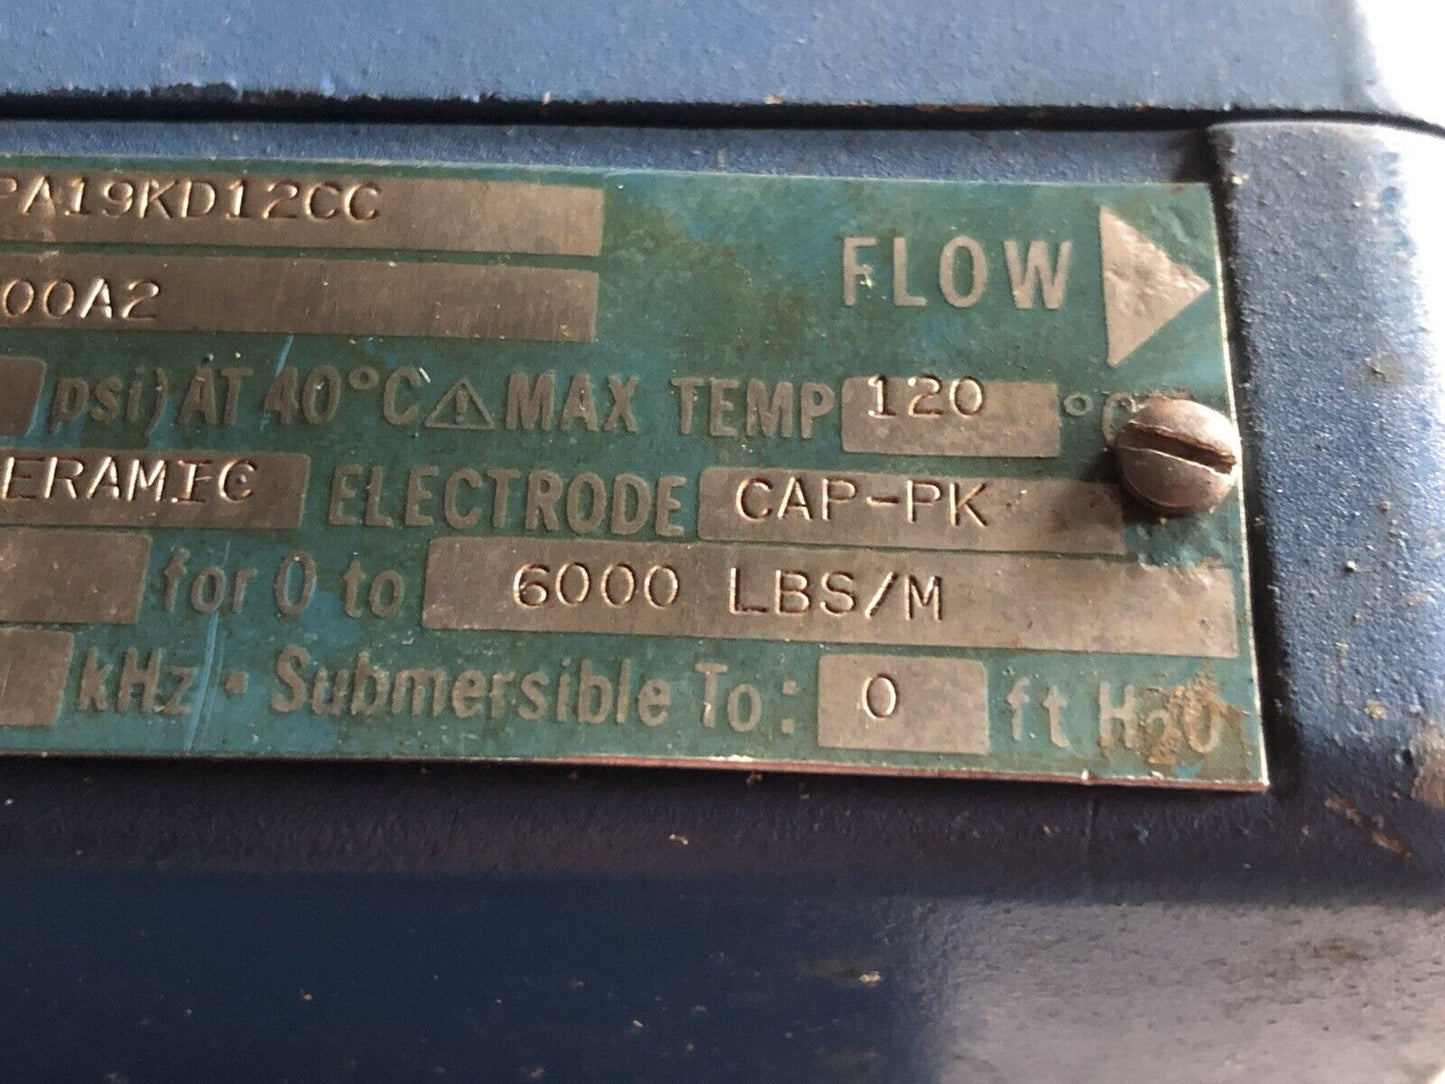 PA19KD12CC
FLOW
00A2
psi) AT 40°C ⚠ MAX TEMP 120 °C
ERAMIC ELECTRODE CAP-PK
for 0 to 6000 LBS/M
kHz • Submersible To: 0 ft H2O